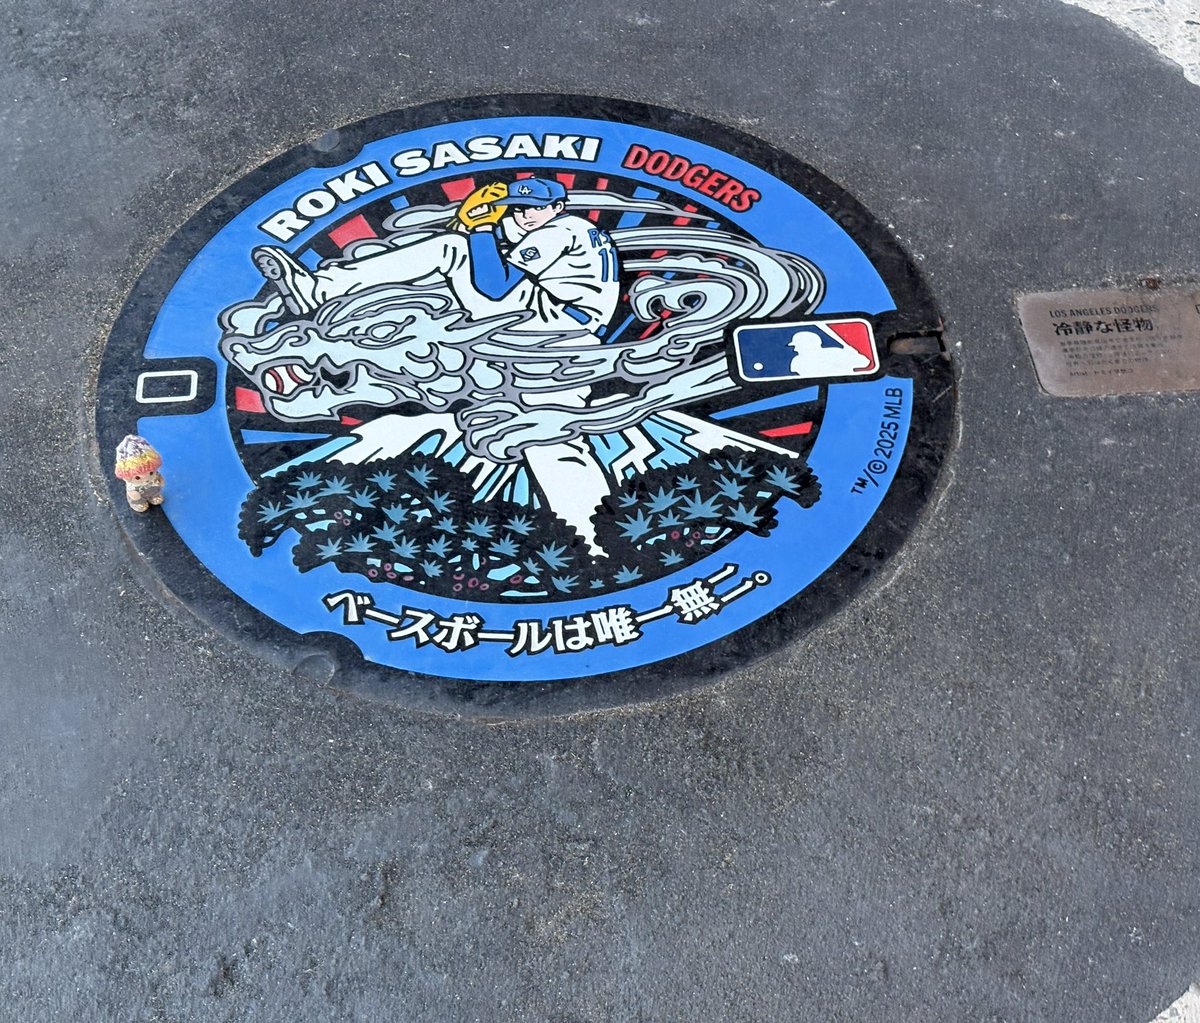 ROKI SASAKI DODGERS
LA
RS
11
TM/© 2025 MLB
ベースボールは唯一無二。
LOS ANGELES DODGERS
冷静な怪物